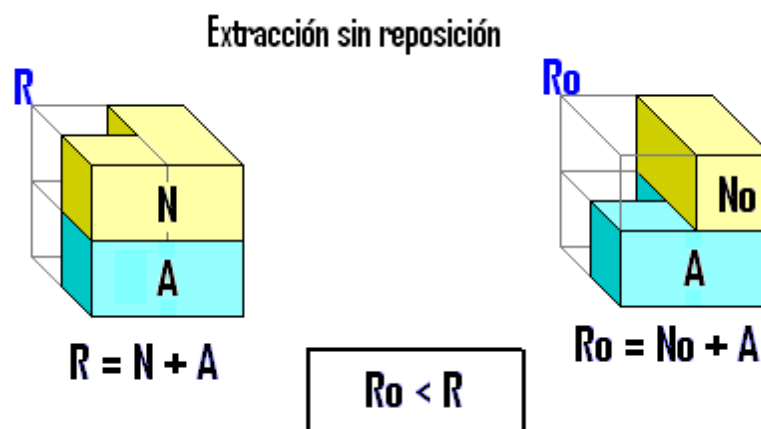 Extracción sin reposición
R
N
A
R = N + A
Ro
No
A
Ro = No + A
Ro < R